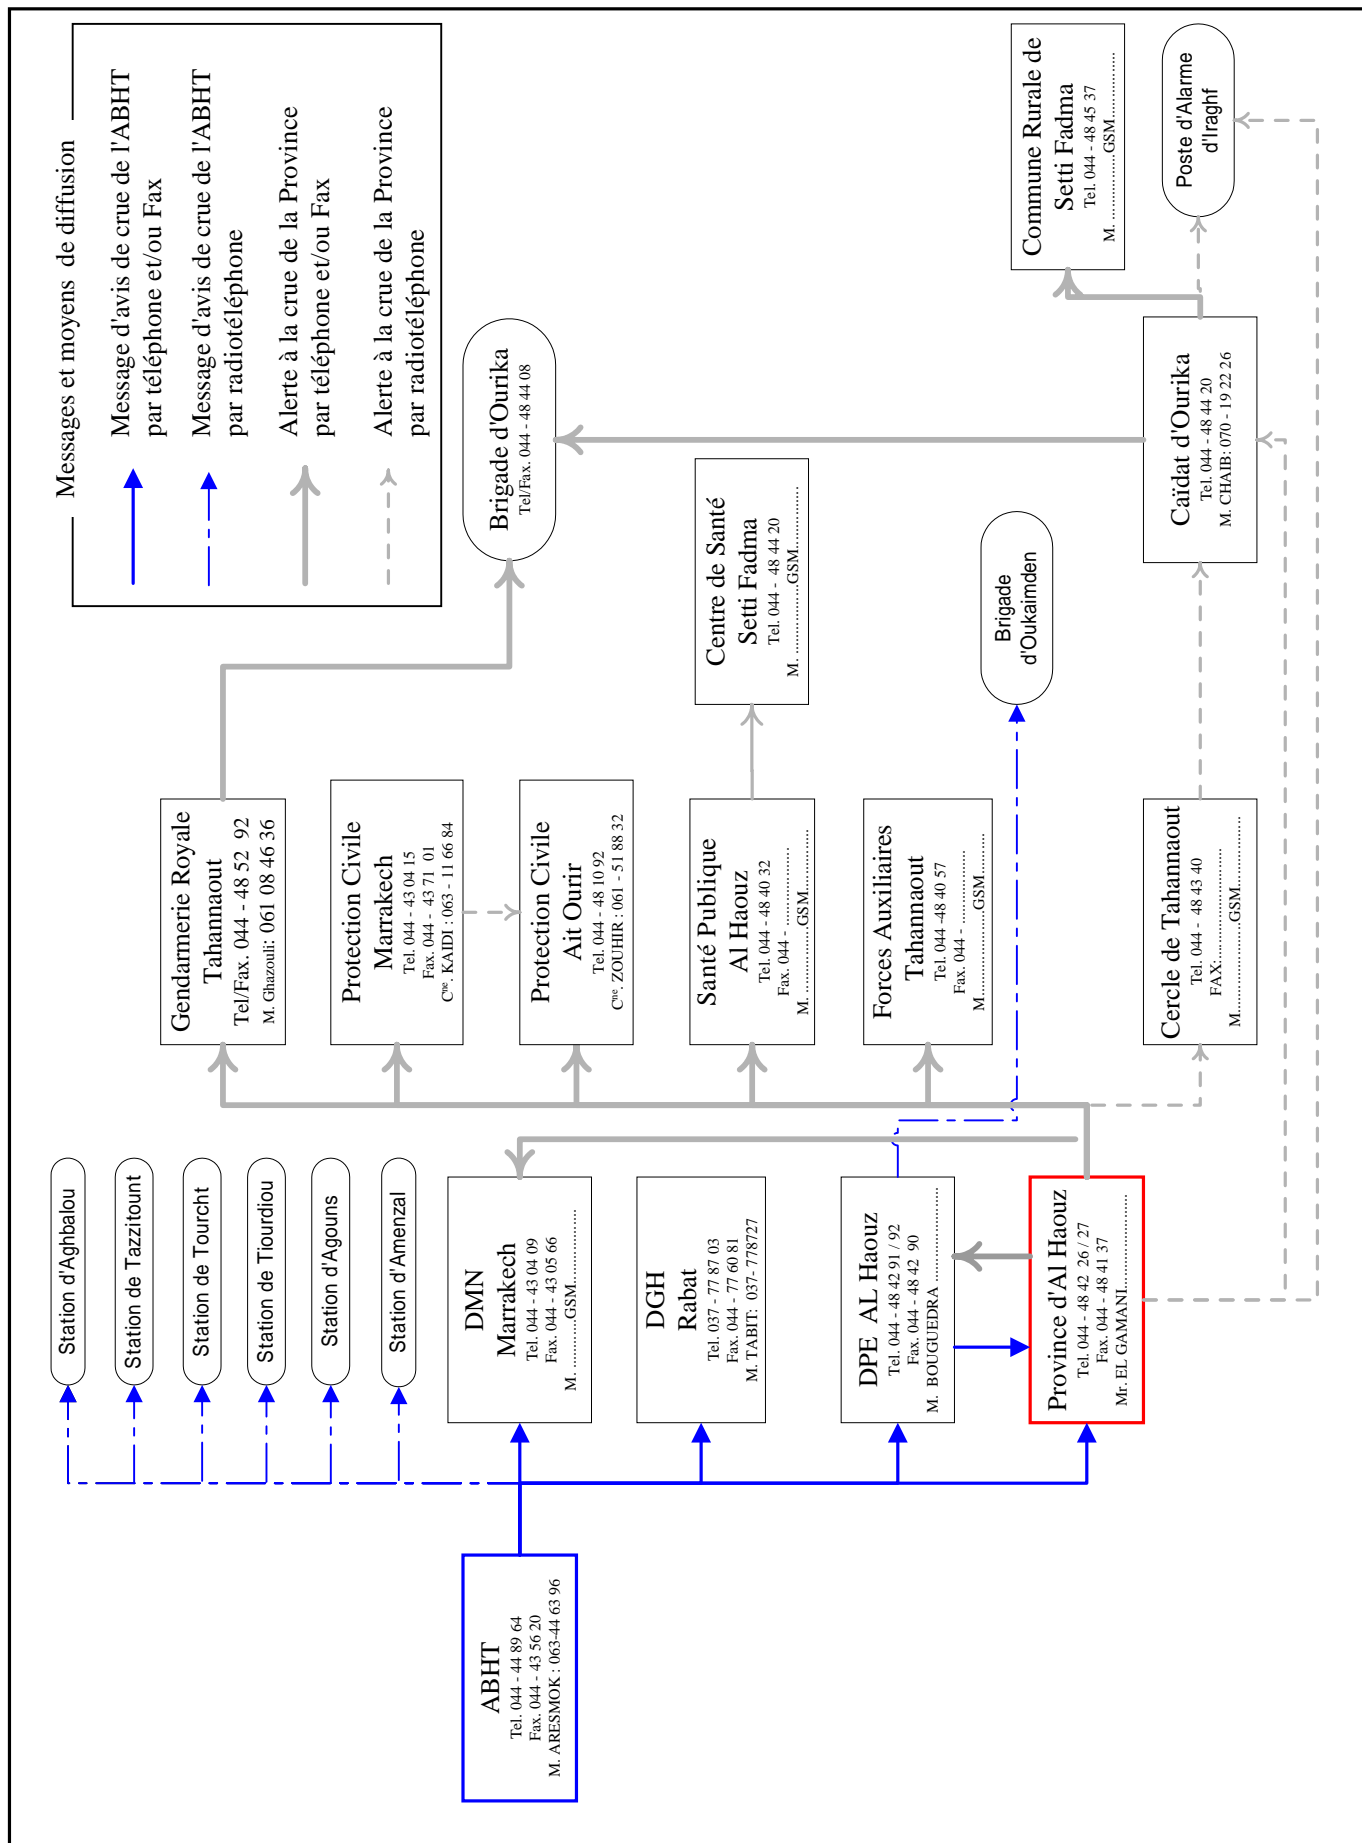 Messages et moyens de diffusion
Message d'avis de crue de l'ABHT
par téléphone et/ou Fax
Message d'avis de crue de l'ABHT
par radiotéléphone
Alerte à la crue de la Province
par téléphone et/ou Fax
Alerte à la crue de la Province
par radiotéléphone
ABHT
Tel. 044 - 44 89 64
Fax. 044 - 43 56 20
M. ARESMOK : 063-44 63 96
Station d'Aghbalou
Station de Tazzitount
Station de Tourcht
Station de Tiourdiou
Station d'Agouns
Station d'Amenzal
DMN
Marrakech
Tel. 044 - 43 04 09
Fax. 044 - 43 05 66
M. ............GSM..................
DGH
Rabat
Tel. 037 - 77 87 03
Fax. 044 - 77 60 81
M. TABIT: 037- 778727
DPE AL Haouz
Tel. 044 - 48 42 91 / 92
Fax. 044 - 48 42 90
M. BOUGUEDRA .......................
Province d'Al Haouz
Tel. 044 - 48 42 26 / 27
Fax. 044 - 48 41 37
Mr. EL GAMANI.....................
Gendarmerie Royale
Tahannaout
Tel/Fax. 044 - 48 52 92
M. Ghazouli: 061 08 46 36
Protection Civile
Marrakech
Tel. 044 - 43 04 15
Fax. 044 - 43 71 01
Cne. KAIDI : 063 - 11 66 84
Protection Civile
Ait Ourir
Tel. 044 - 48 10 92
Cne. ZOUHIR : 061 - 51 88 32
Santé Publique
Al Haouz
Tel. 044 - 48 40 32
Fax. 044 - ................
M. ................GSM................
Forces Auxiliaires
Tahannaout
Tel. 044 -48 40 57
Fax. 044 - ................
M..................GSM................
Cercle de Tahannaout
Tel. 044 - 48 43 40
FAX:......................
M..................GSM..................
Brigade d'Ourika
Tel/Fax. 044 - 48 44 08
Centre de Santé
Setti Fadma
Tel. 044 - 48 44 20
M. ..................GSM..................
Brigade
d'Oukaimden
Caïdat d'Ourika
Tel. 044 - 48 44 20
M. CHAIB: 070 - 19 22 26
Commune Rurale de
Setti Fadma
Tel. 044 - 48 45 37
M. ................GSM................
Poste d'Alarme
d'Iraghf